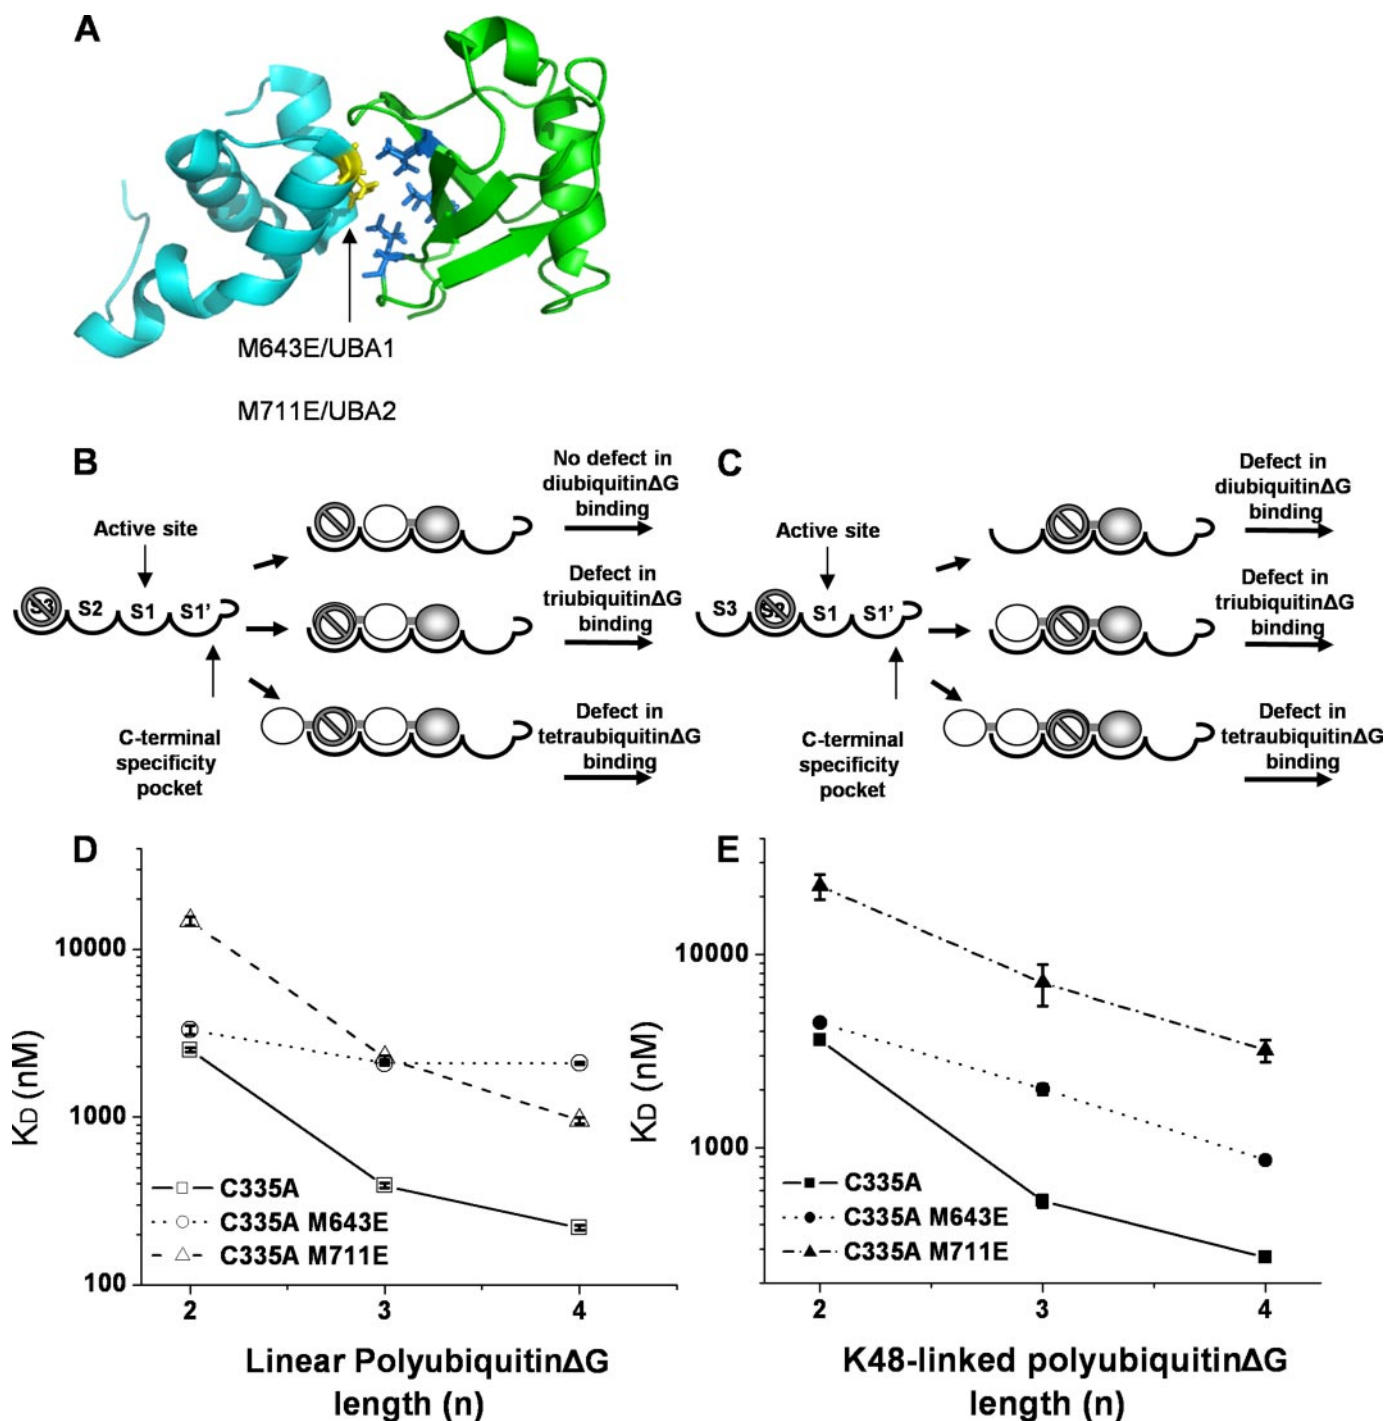 A
M643E/UBA1
M711E/UBA2
B
Active site
S3 S2 S1 S1'
C-terminal
specificity
pocket
No defect in
diubiquitinΔG
binding
Defect in
triubiquitinΔG
binding
Defect in
tetraubiquitinΔG
binding
C
Active site
S3 S2 S1 S1'
C-terminal
specificity
pocket
Defect in
diubiquitinΔG
binding
Defect in
triubiquitinΔG
binding
Defect in
tetraubiquitinΔG
binding
D
KD (nM)
10000
1000
100
C335A
C335A M643E
C335A M711E
2 3 4
Linear PolyubiquitinΔG
length (n)
E
KD (nM)
10000
1000
C335A
C335A M643E
C335A M711E
2 3 4
K48-linked polyubiquitinΔG
length (n)